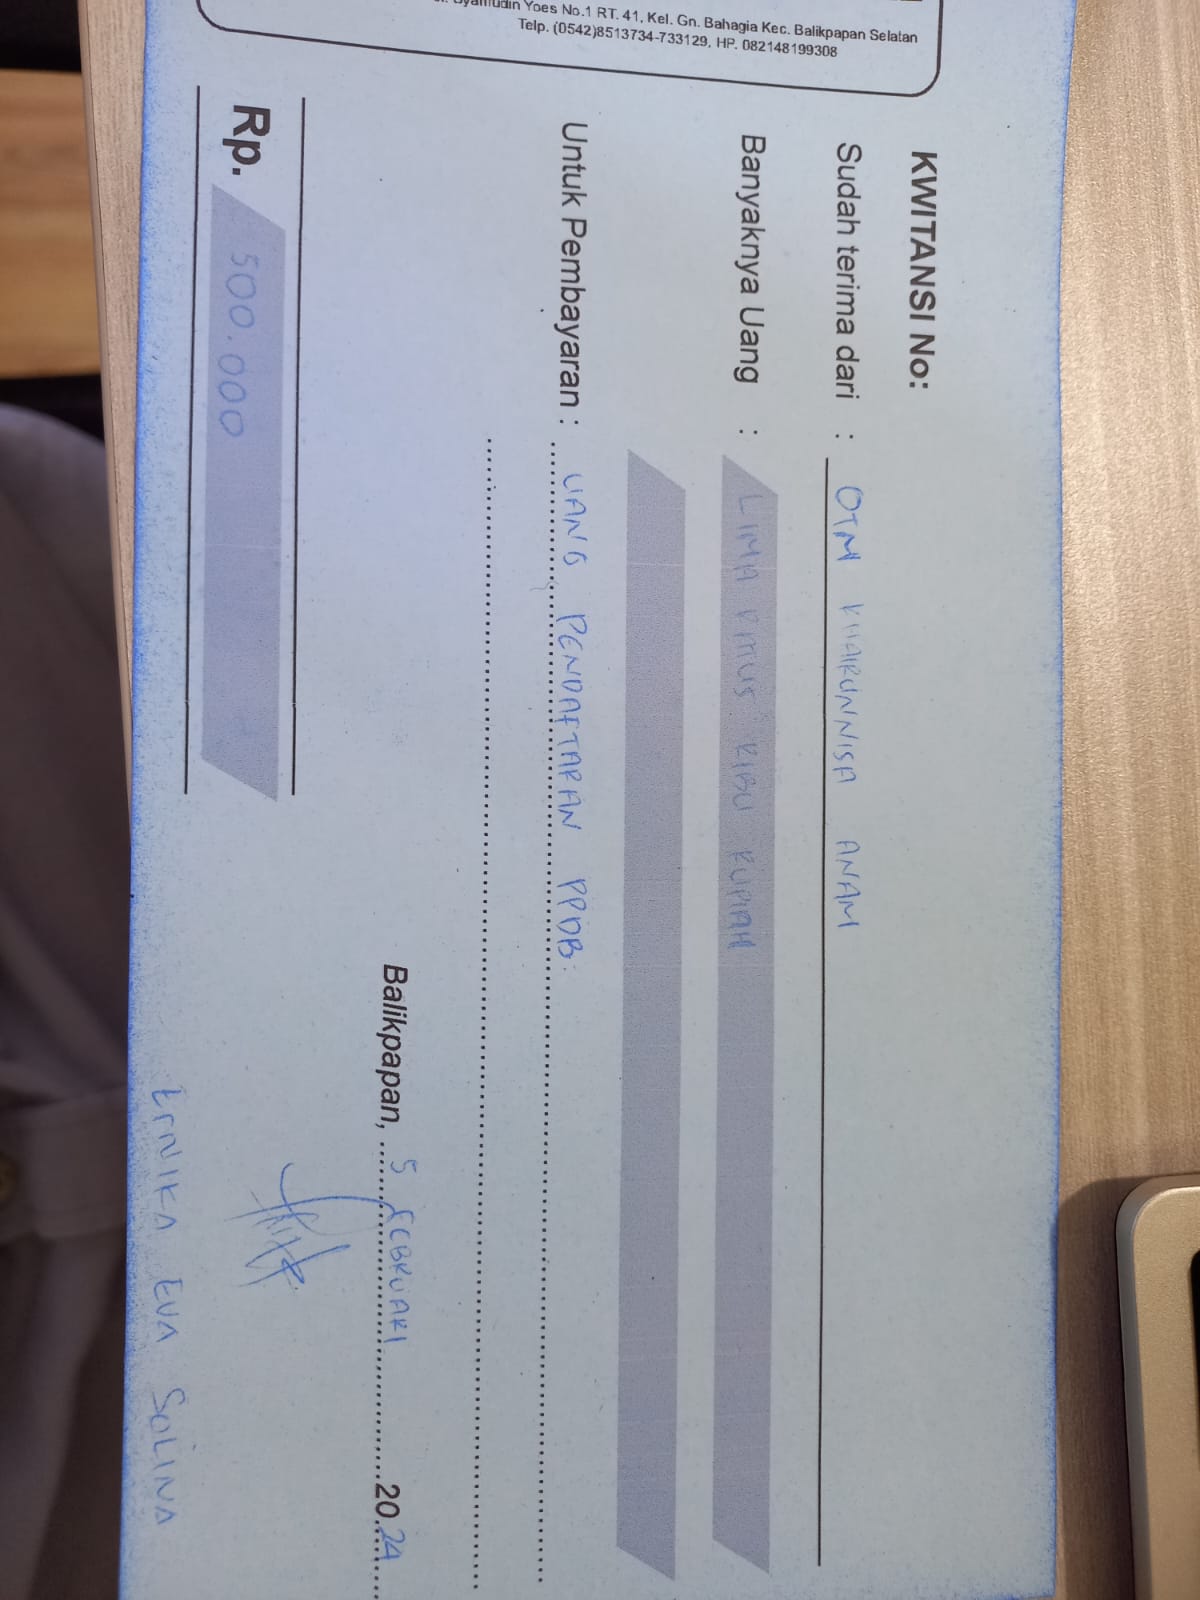 Yoes No.1 RT. 41, Kel. Gn. Bahagia Kec. Balikpapan Selatan
Telp. (0542)8513734-733129, HP. 082148199308
KWITANSI No:
Sudah terima dari : OTM KHAIRUNNISA ANAM
Banyaknya Uang : LIMA RATUS RIBU RUPIAH
Untuk Pembayaran : UANG PENDAFTARAN PPDB.
Balikpapan, 5 FEBRUARI 2024
Rp. 500.000
ERNIKA EVA SOLINA